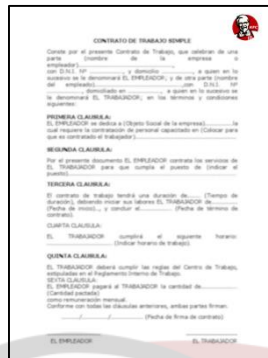 CONTRATO DE TRABAJO SIMPLE
Conste por el presente Contrato de Trabajo, que celebran de una
parte (nombre de la empresa o
empleador)......................,
con D.N.I. Nº .................. y domicilio ................, a quien en lo
sucesivo se le denominará EL EMPLEADOR, y de otra parte (nombre
del empleado)..................,con D.N.I. Nº
................, domiciliado en ............., a quien en lo sucesivo se
le denominará EL TRABAJADOR, en los términos y condiciones
siguientes:
PRIMERA CLAUSULA:
EL EMPLEADOR se dedica a (Objeto Social de la empresa)..............la
cual requiere la contratación de personal capacitado en (Colocar para
que es contratado el trabajador)..................
SEGUNDA CLAUSULA:
Por el presente documento EL EMPLEADOR contrata los servicios de
EL TRABAJADOR para que cumpla el puesto de (indicar el
puesto)..................
TERCERA CLAUSULA:
El contrato de trabajo tendrá una duración de...... (Tiempo de
duración), debiendo iniciar sus labores EL TRABAJADOR de............
(Fecha de inicio)..., y concluir el............ (Fecha de término de
contrato).
CUARTA CLAUSULA:
EL TRABAJADOR cumplirá el siguiente horario:
........................ (Indicar horario de trabajo).
QUINTA CLAUSULA:
EL TRABAJADOR deberá cumplir las reglas del Centro de Trabajo,
estipuladas en el Reglamento Interno de Trabajo.
SEXTA CLAUSULA:
EL EMPLEADOR pagará al TRABAJADOR la cantidad de................
(Cantidad pactada)
como remuneración mensual.
Conforme con todas las cláusulas anteriores, ambas partes firman.
......../......../............ (Fecha de firma de contrato)
EL EMPLEADOR EL TRABAJADOR